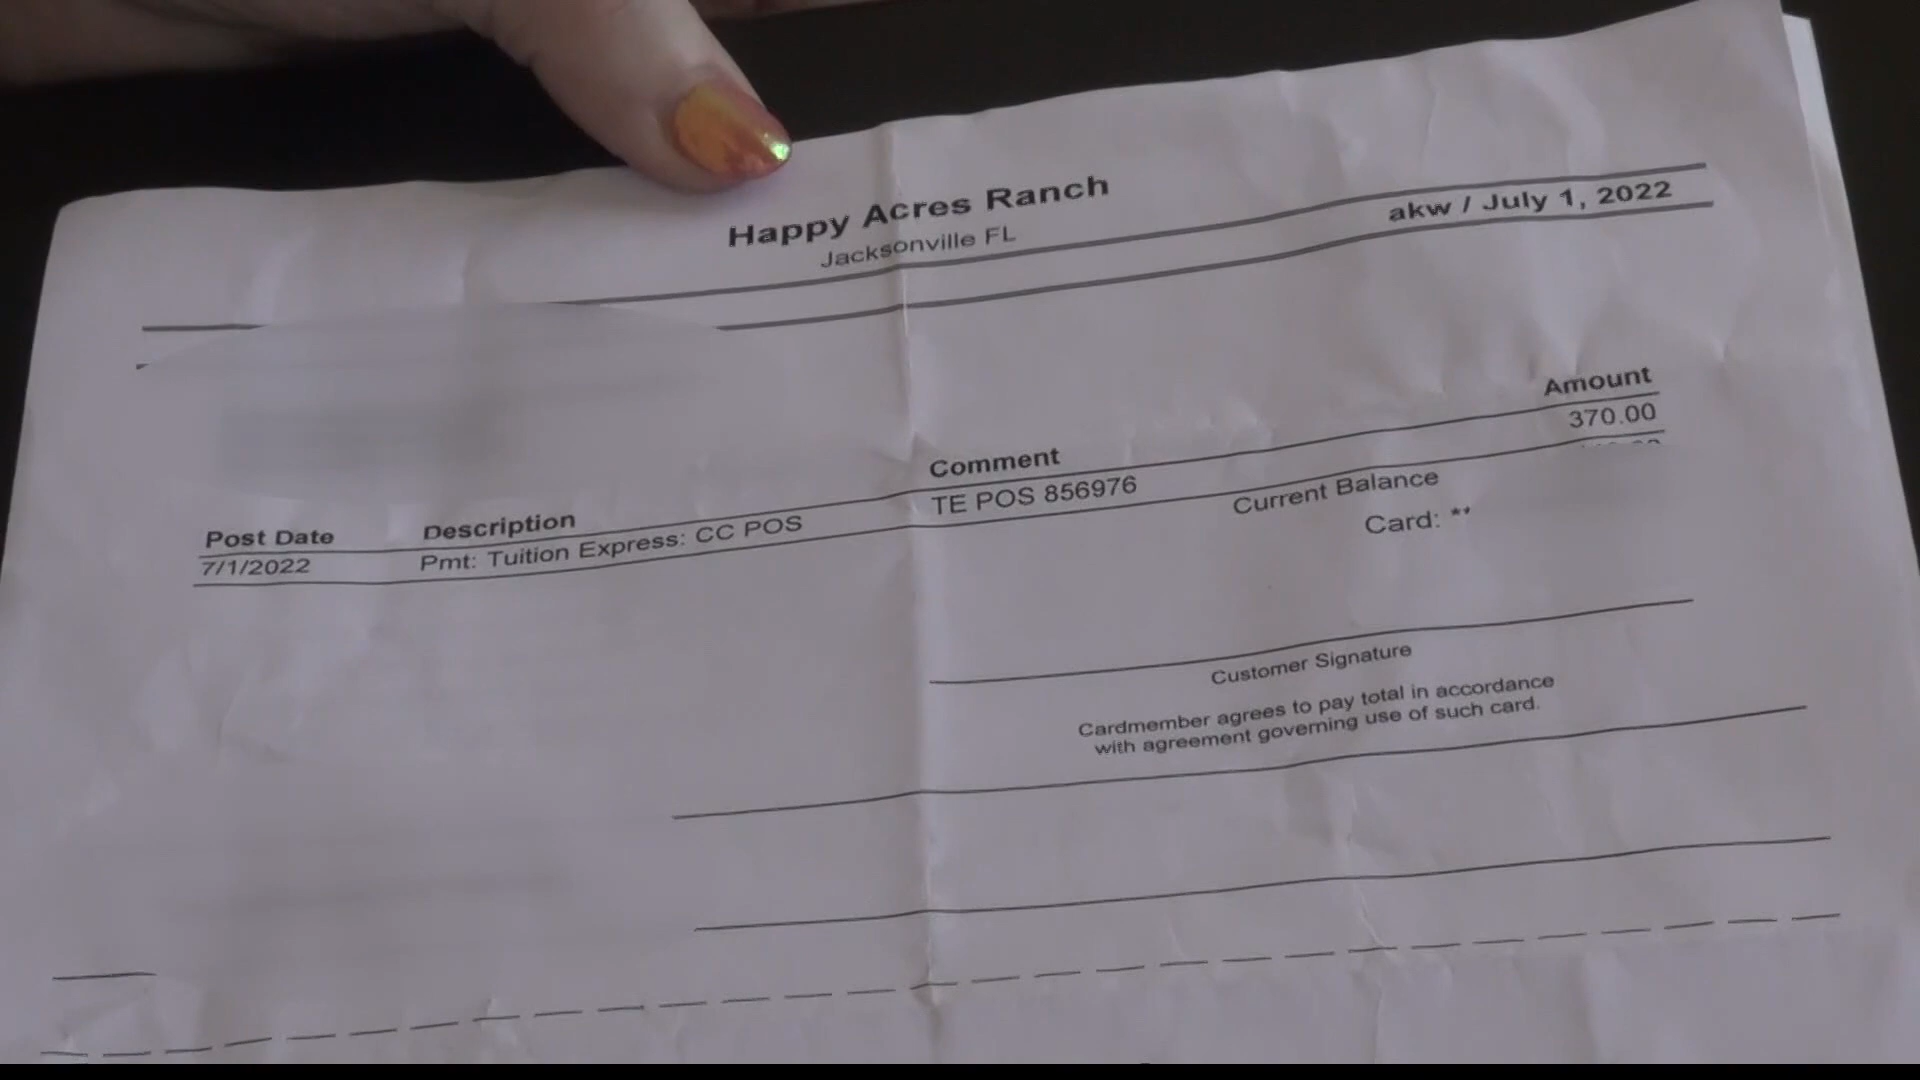 Happy Acres Ranch
Jacksonville FL
akw / July 1, 2022
Post Date Description Comment Amount
7/1/2022 Pmt: Tuition Express: CC POS TE POS 856976 370.00
Current Balance
Card: **
Customer Signature
Cardmember agrees to pay total in accordance
with agreement governing use of such card.